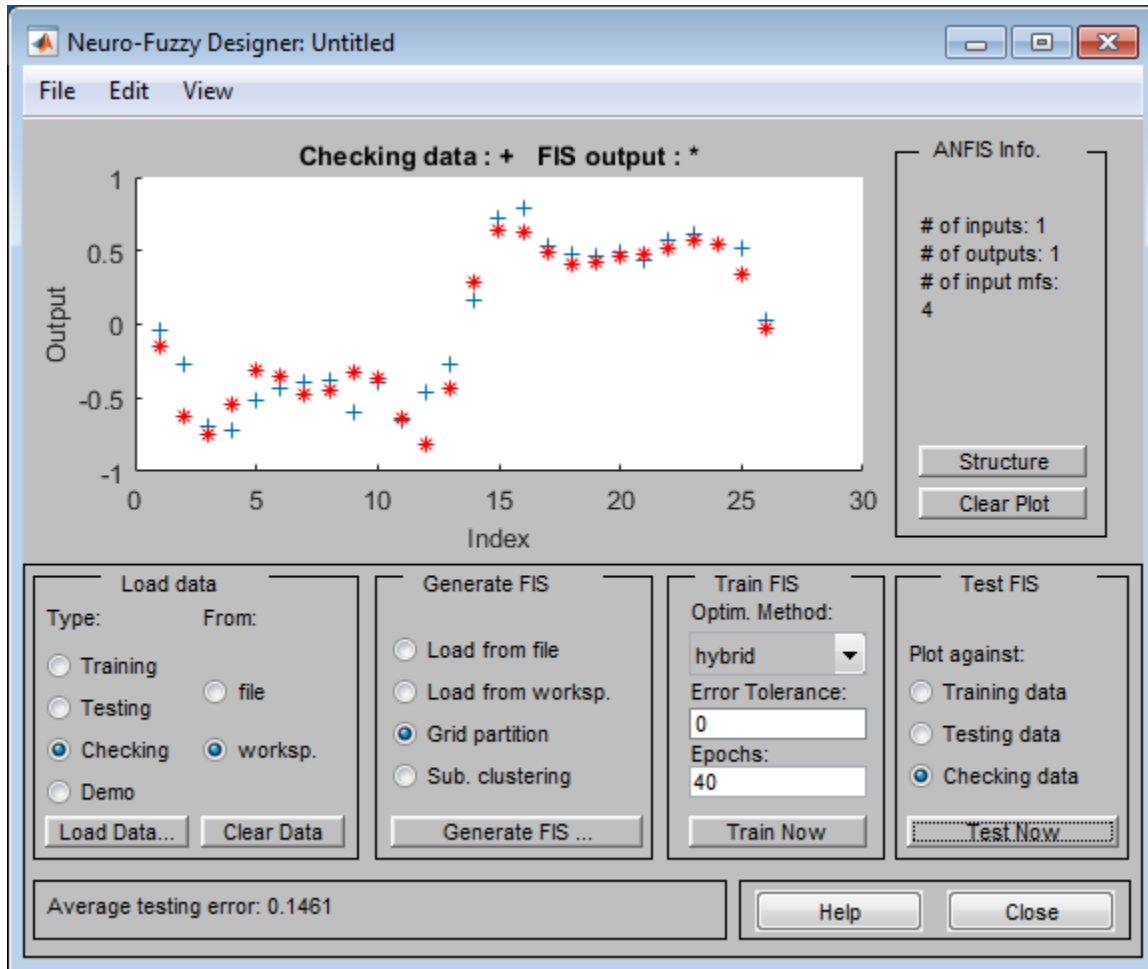 Neuro-Fuzzy Designer: Untitled
File Edit View
Checking data : + FIS output : *
1
0.5
0
-0.5
-1
Output
0 5 10 15 20 25 30
Index
ANFIS Info.
# of inputs: 1
# of outputs: 1
# of input mfs:
4
Structure
Clear Plot
Load data
Type: From:
Training
Testing
Checking
Demo
file
worksp.
Load Data... Clear Data
Generate FIS
Load from file
Load from worksp.
Grid partition
Sub. clustering
Generate FIS ...
Train FIS
Optim. Method:
hybrid
Error Tolerance:
0
Epochs:
40
Train Now
Test FIS
Plot against:
Training data
Testing data
Checking data
Test Now
Average testing error: 0.1461
Help Close